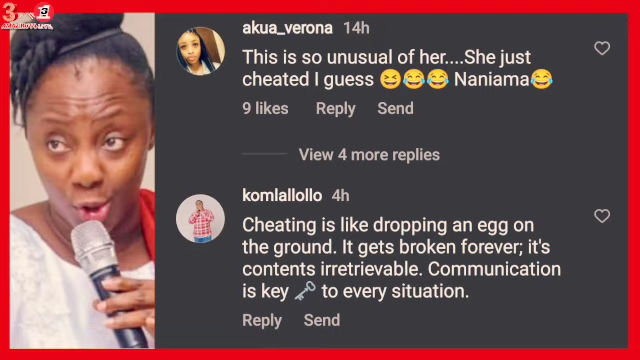 3
3
akua_verona 14h
This is so unusual of her....She just
cheated I guess 😆😂😂 Naniama😂
9 likes Reply Send
View 4 more replies
komlallollo 4h
Cheating is like dropping an egg on
the ground. It gets broken forever; it's
contents irretrievable. Communication
is key 🗝️ to every situation.
Reply Send